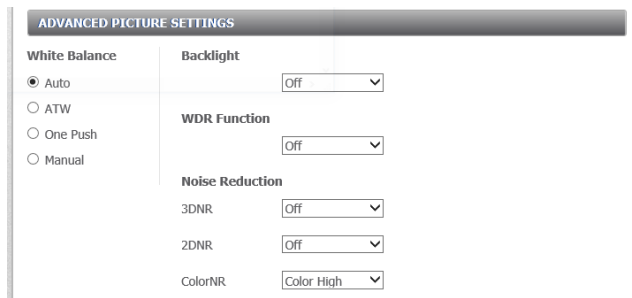 ADVANCED PICTURE SETTINGS
White Balance
Auto
ATW
One Push
Manual
Backlight
Off
WDR Function
Off
Noise Reduction
3DNR Off
2DNR Off
ColorNR Color High